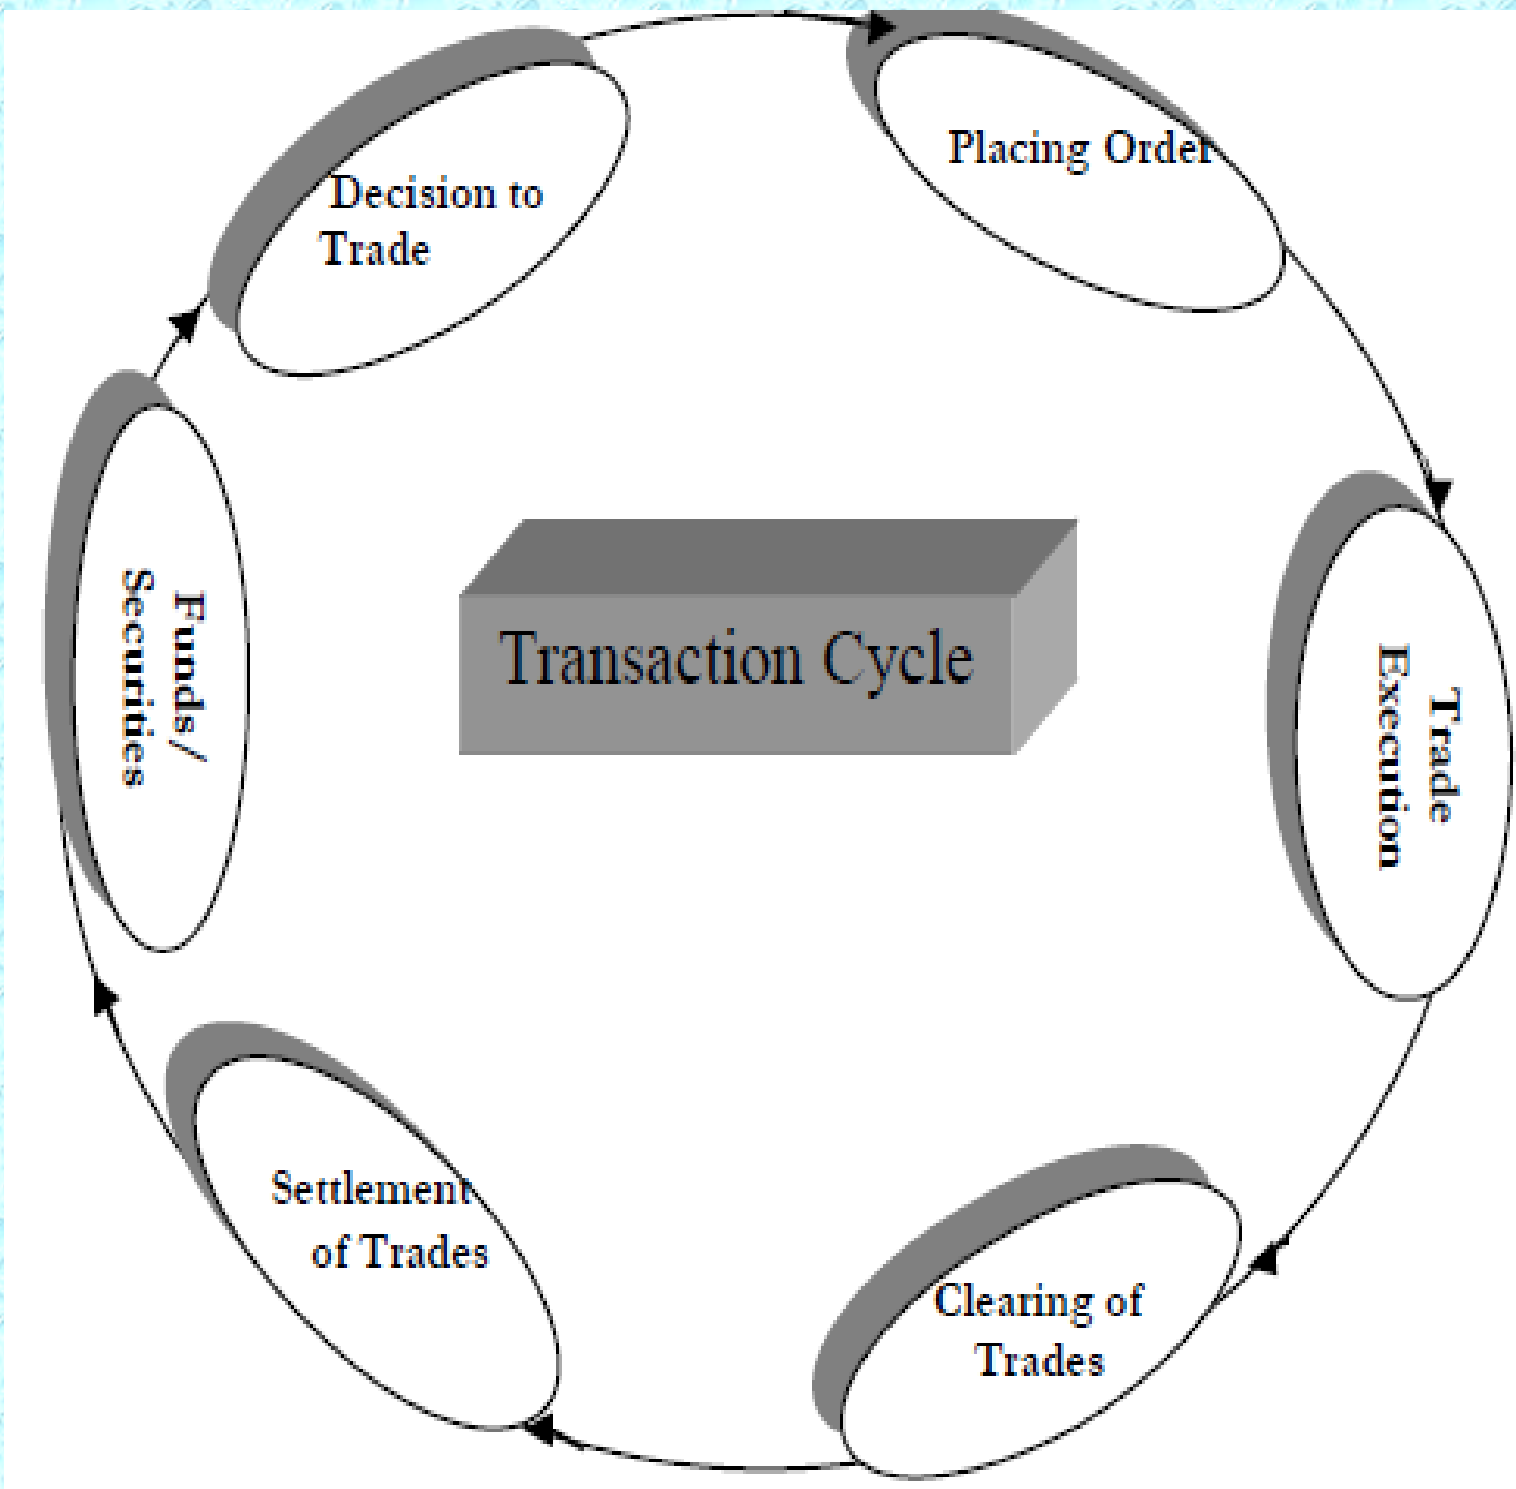 Decision to
Trade
Placing Order
Trade
Execution
Clearing of
Trades
Settlement
of Trades
Funds/
Securities
Transaction Cycle